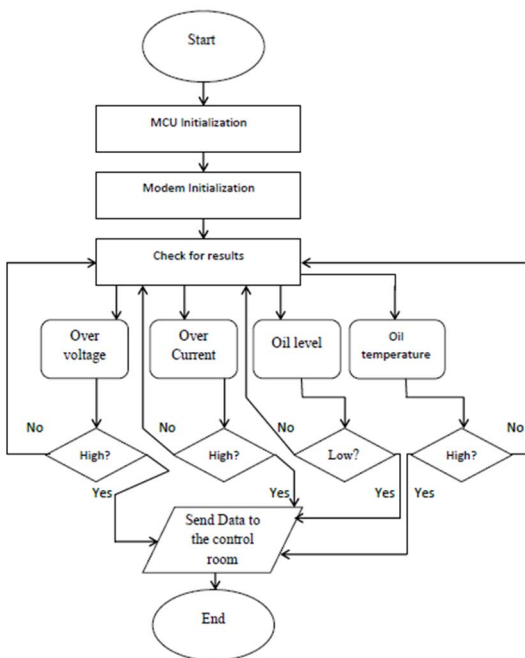 Start
MCU Initialization
Modem Initialization
Check for results
Over
voltage
Over
Current
Oil level
Oil
temperature
No
No
No
No
High?
High?
Low?
High?
Yes
Yes
Yes
Yes
Send Data to
the control
room
End